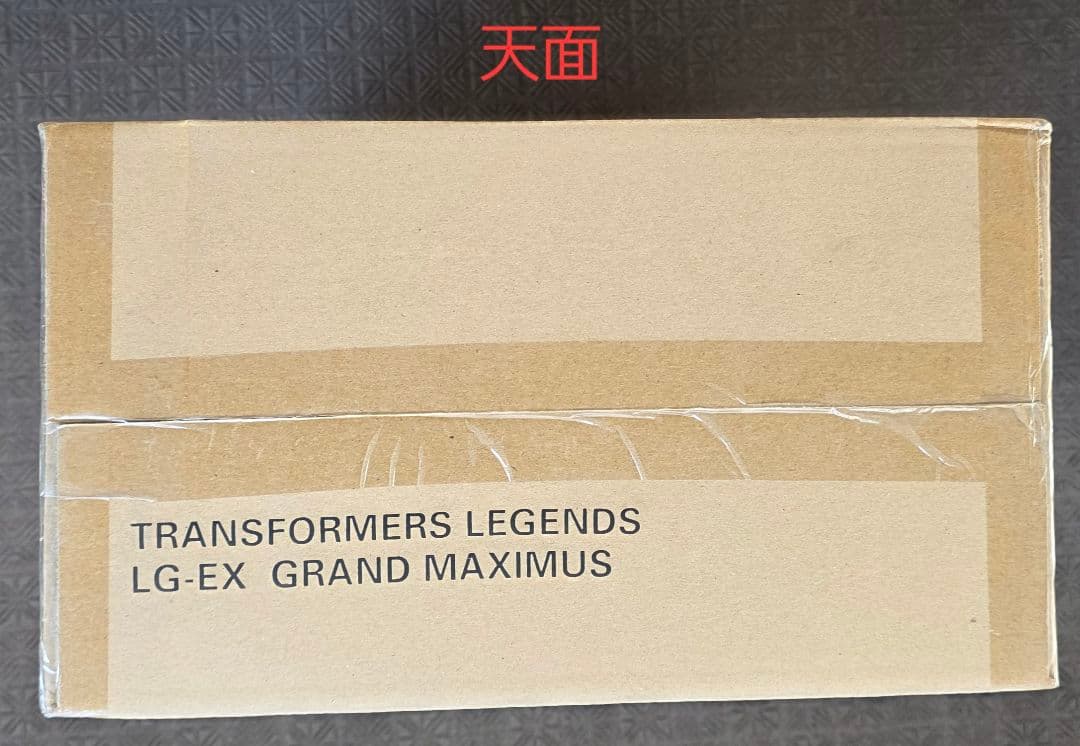 天面
TRANSFORMERS LEGENDS
LG-EX GRAND MAXIMUS